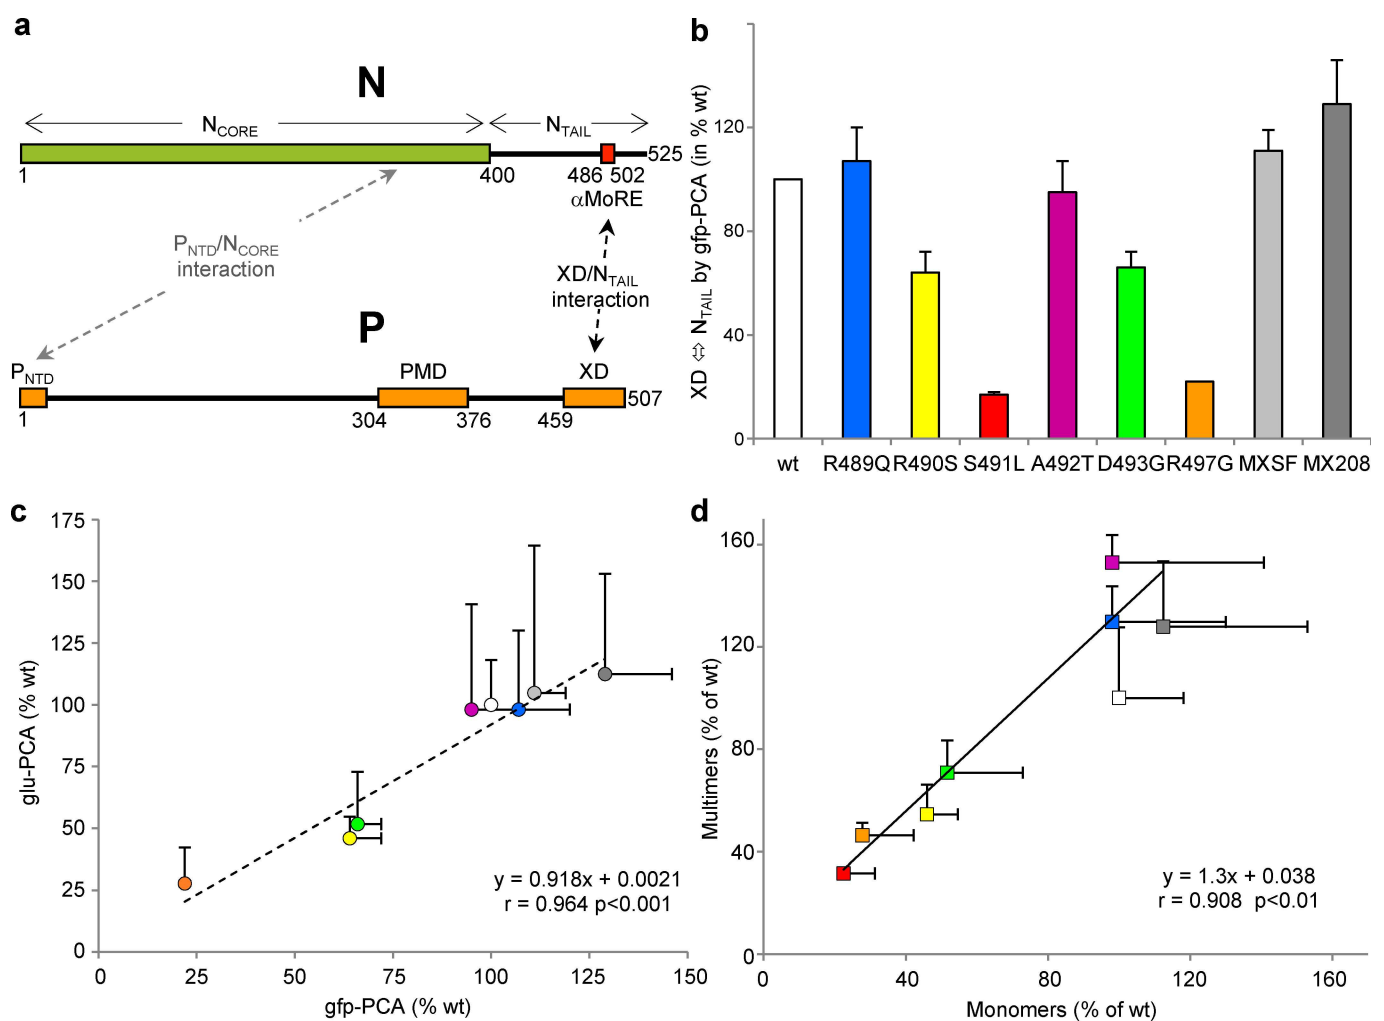 a
N
NCORE
NTAIL
525
1
400
486
502
αMoRE
PNTD/NCORE
interaction
XD/NTAIL
interaction
P
PNTD
PMD
XD
507
1
304
376
459
b
XD ⇔ NTAIL by gfp-PCA (in % wt)
120
80
40
0
wt R489Q R490S S491L A492T D493G R497G MXSF MX208
c
glu-PCA (% wt)
175
150
125
100
75
50
25
0
y = 0.918x + 0.0021
r = 0.964 p<0.001
0 25 50 75 100 125 150
gfp-PCA (% wt)
d
Multimers (% of wt)
160
120
80
40
0
y = 1.3x + 0.038
r = 0.908 p<0.01
0 40 80 120 160
Monomers (% of wt)